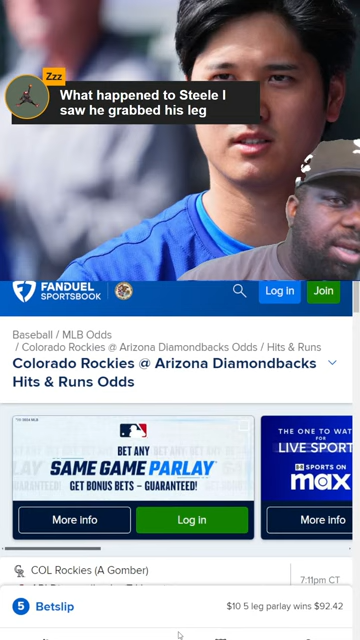 Zzz
What happened to Steele I
saw he grabbed his leg
FANDUEL
SPORTSBOOK
Log in
Join
Baseball / MLB Odds
/ Colorado Rockies @ Arizona Diamondbacks Odds / Hits & Runs
Colorado Rockies @ Arizona Diamondbacks
Hits & Runs Odds
BET ANY
SAME GAME PARLAY
GET BONUS BETS – GUARANTEED!
THE ONE TO WATCH
FOR
LIVE SPORT
B/R SPORTS ON
max
More info
Log in
More
COL Rockies (A Gomber)
7:11pm CT
5 Betslip
$10 5 leg parlay wins $92.42